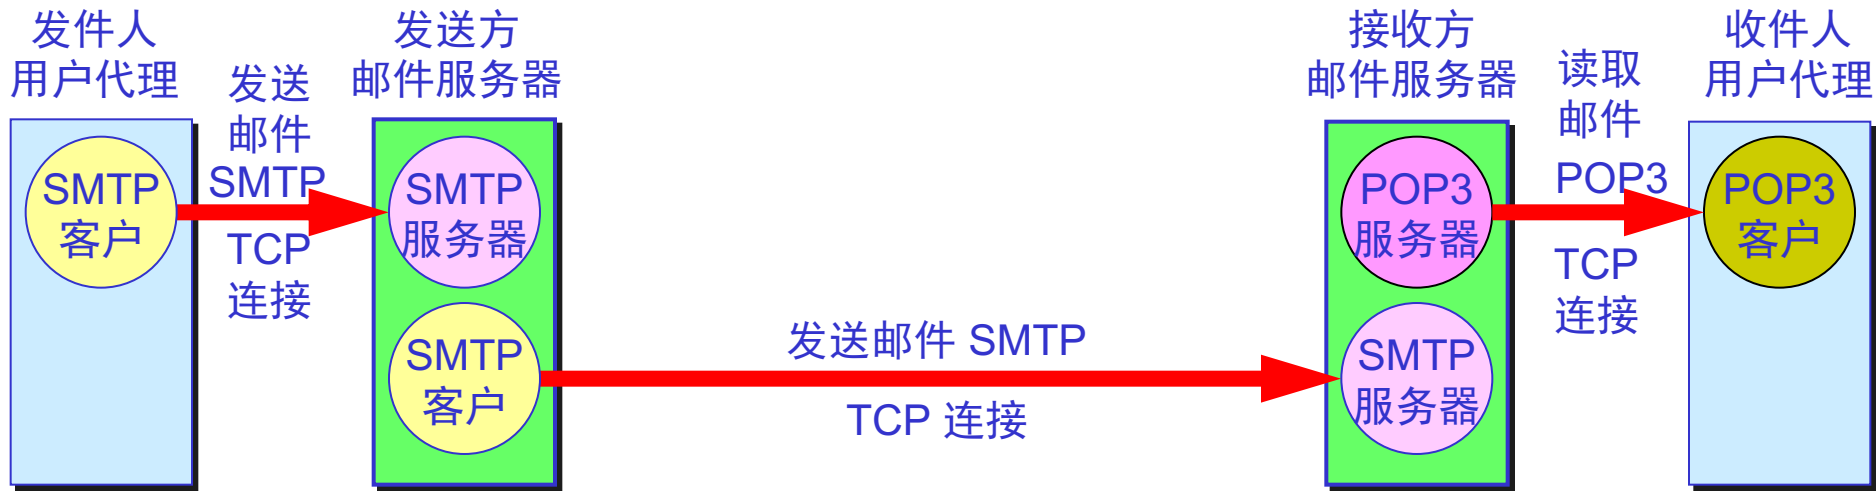 发件人
用户代理
发送
邮件
SMTP
TCP
连接
SMTP
客户
发送方
邮件服务器
SMTP
服务器
SMTP
客户
发送邮件 SMTP
TCP 连接
接收方
邮件服务器
POP3
服务器
SMTP
服务器
读取
邮件
POP3
TCP
连接
收件人
用户代理
POP3
客户